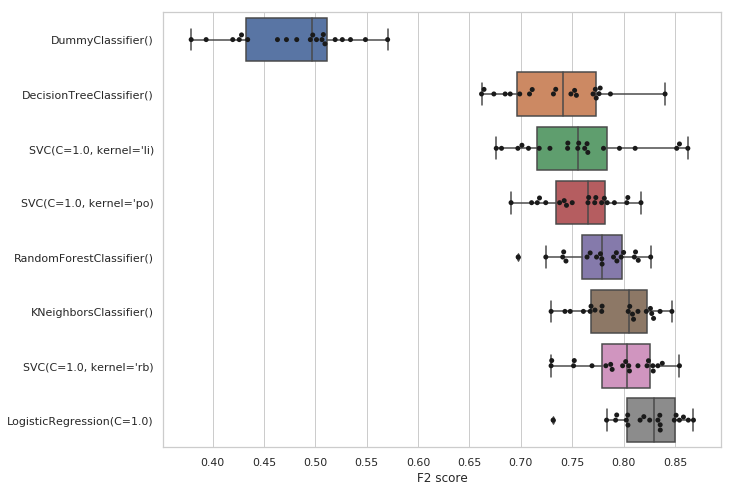 DummyClassifier()
DecisionTreeClassifier()
SVC(C=1.0, kernel='li)
SVC(C=1.0, kernel='po)
RandomForestClassifier()
KNeighborsClassifier()
SVC(C=1.0, kernel='rb)
LogisticRegression(C=1.0)
0.40 0.45 0.50 0.55 0.60 0.65 0.70 0.75 0.80 0.85
F2 score